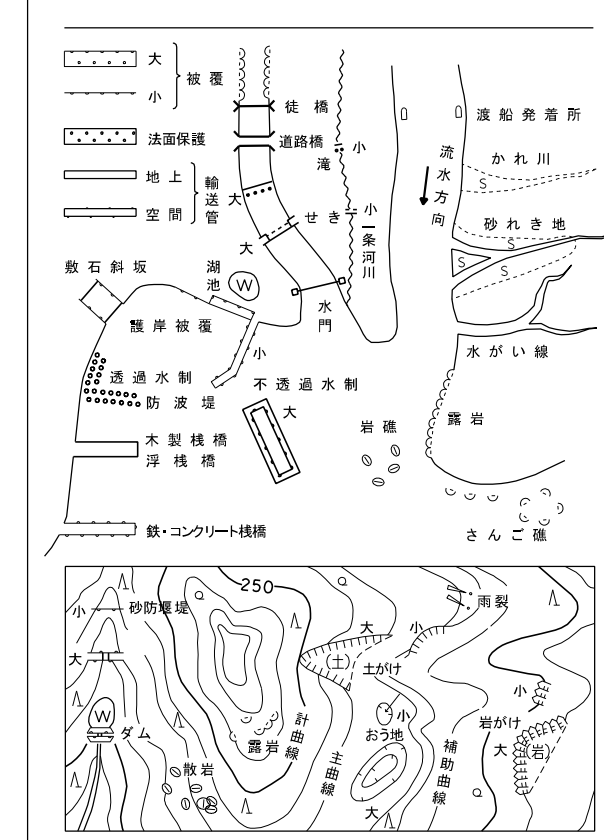 大
小
被覆
法面保護
地上
空間
輸送管
徒橋
道路橋
小
滝
大
せき
小
大
一条河川
渡船発着所
かれ川
流水方向
S
砂れき地
S
S
S
敷石斜坂
湖池
W
水門
護岸被覆
小
水がい線
透過水制
不透過水制
防波堤
大
岩礁
露岩
木製桟橋
浮桟橋
鉄・コンクリート桟橋
さんご礁
250
小
砂防堰堤
大
小
雨裂
大
(土)
土がけ
小
W
ダム
小
おう地
岩がけ
大
(岩)
露岩
計曲線
主曲線
補助曲線
散岩
大